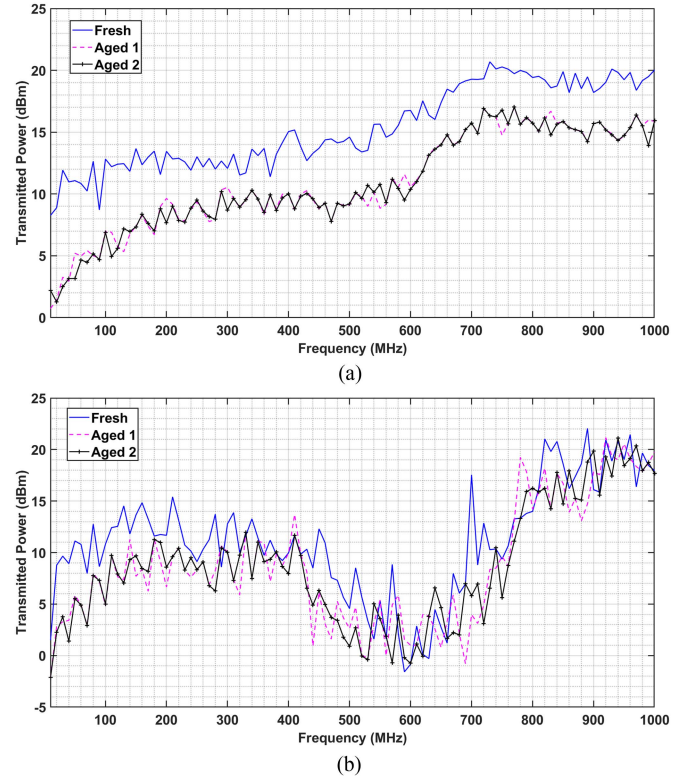 25
20
15
10
5
0
Transmitted Power (dBm)
Fresh
Aged 1
Aged 2
100 200 300 400 500 600 700 800 900 1000
Frequency (MHz)
(a)
25
20
15
10
5
0
-5
Transmitted Power (dBm)
Fresh
Aged 1
Aged 2
100 200 300 400 500 600 700 800 900 1000
Frequency (MHz)
(b)